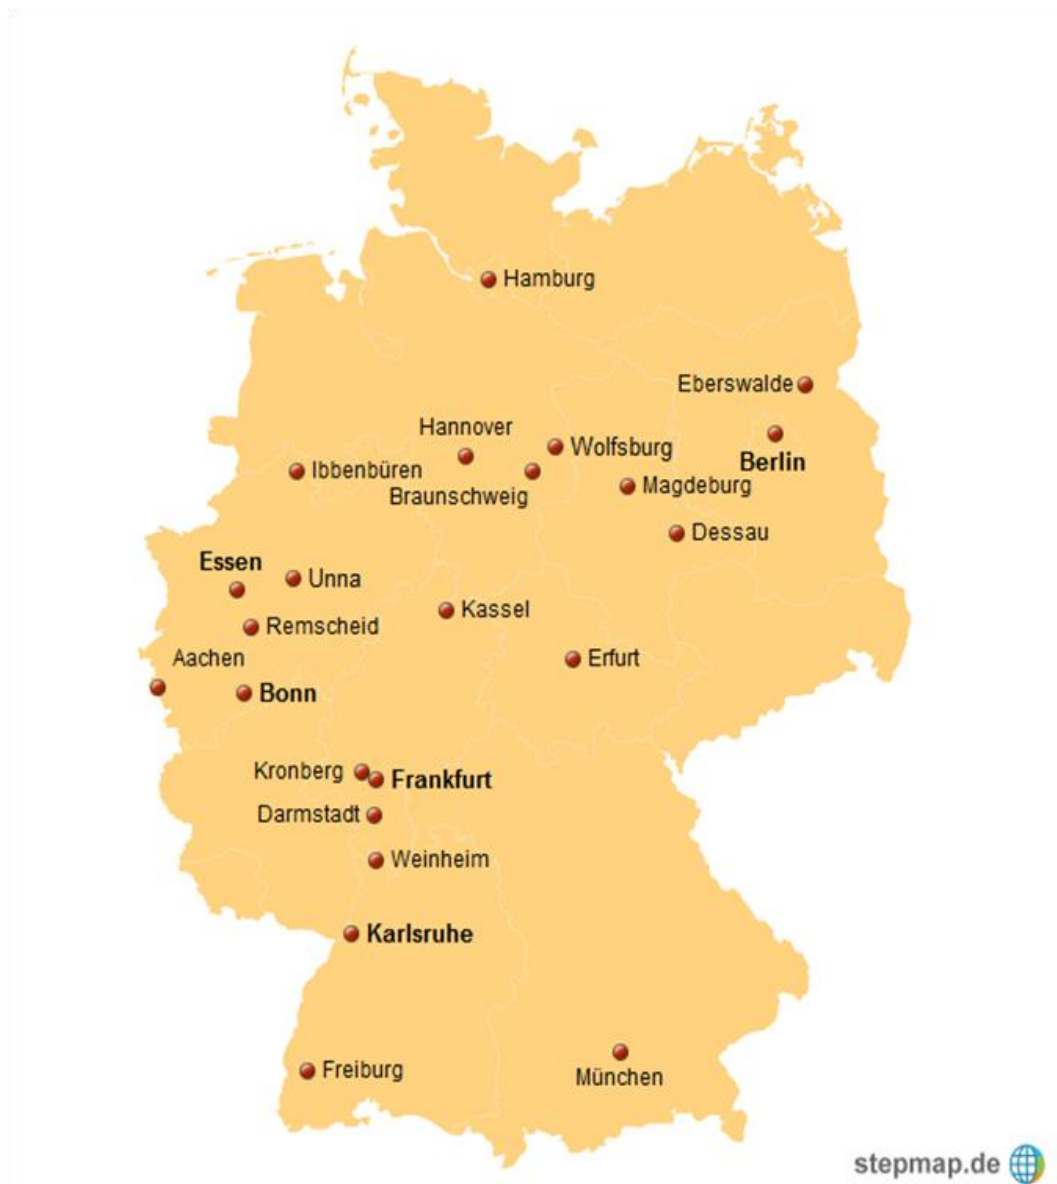 Hamburg
Eberswalde
Hannover
Wolfsburg
Berlin
Ibbenbüren
Braunschweig
Magdeburg
Dessau
Essen
Unna
Kassel
Remscheid
Aachen
Erfurt
Bonn
Kronberg
Frankfurt
Darmstadt
Weinheim
Karlsruhe
Freiburg
München
stepmap.de